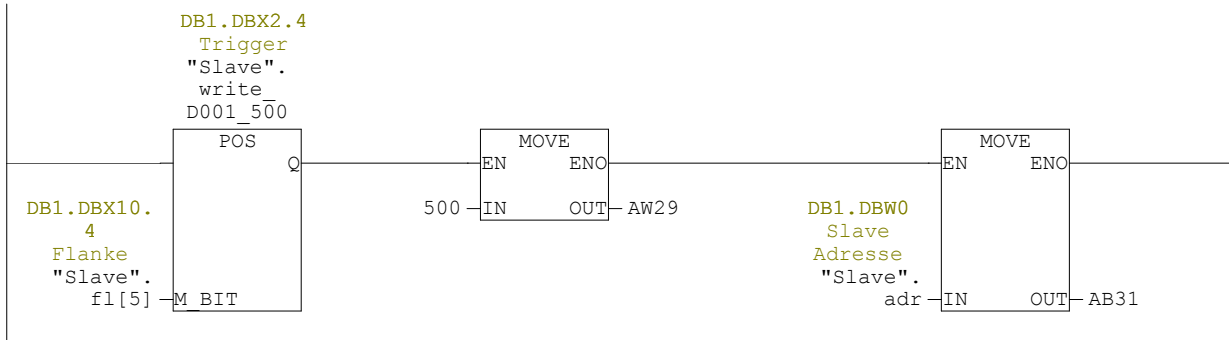 DB1.DBX2.4
Trigger
"Slave".
write_
D001_500
POS
Q
DB1.DBX10.
4
Flanke
"Slave".
fl[5]
M_BIT
MOVE
EN ENO
500 IN OUT AW29
DB1.DBW0
Slave
Adresse
"Slave".
adr
MOVE
EN ENO
IN OUT AB31